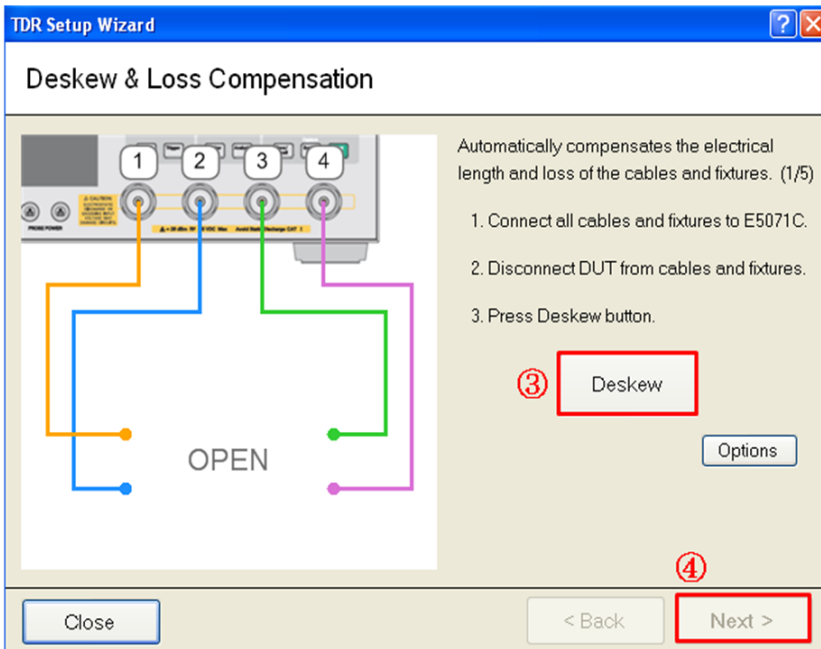 TDR Setup Wizard
Deskew & Loss Compensation
1 2 3 4
PROBE POWER
Automatically compensates the electrical
length and loss of the cables and fixtures. (1/5)
1. Connect all cables and fixtures to E5071C.
2. Disconnect DUT from cables and fixtures.
3. Press Deskew button.
③ Deskew
OPEN
Options
④
Close
< Back
Next >